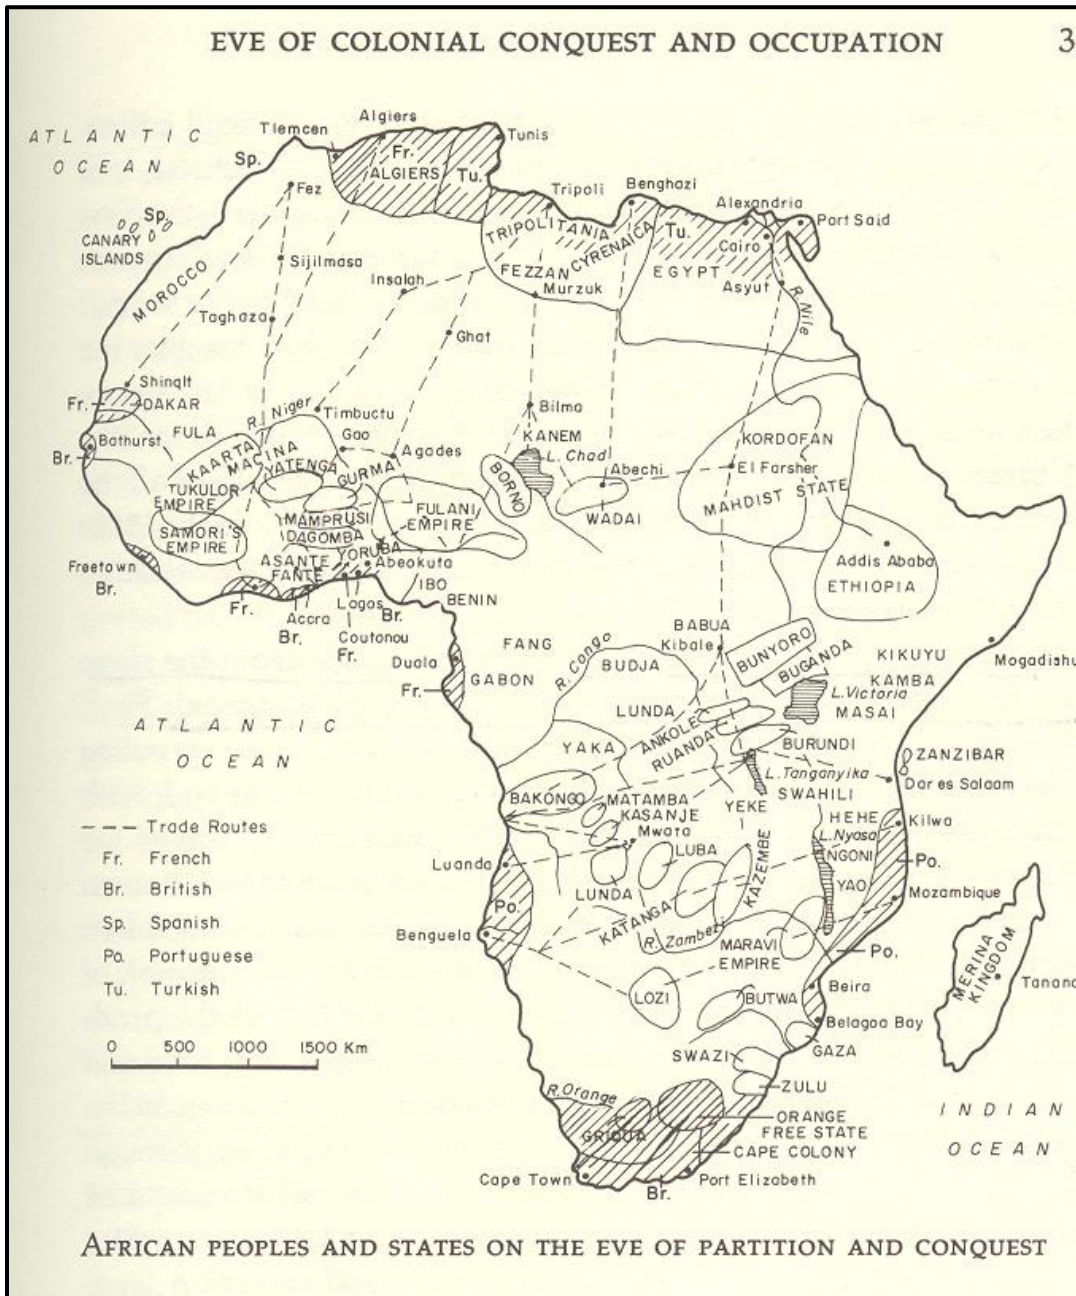 EVE OF COLONIAL CONQUEST AND OCCUPATION 3
ATLANTIC
OCEAN
Tlemcen
Algiers
Tunis
Sp.
Fr.
ALGIERS
Tu.
Fez
Tripoli
Benghazi
Alexandria
Port Said
Sp.
CANARY
ISLANDS
TRIPOLITANIA
CYRENAICA
Tu.
Cairo
MOROCCO
Sijilmasa
Insalah
FEZZAN
Murzuk
EGYPT
Asyut
R. Nile
Taghaza
Ghat
Shinqlt
Fr.
DAKAR
R. Niger
Timbuctu
Bilma
Bathurst
FULA
Gao
KANEM
KORDOFAN
Br.
KAARTA
MACINA
YATENGA
GURMA
Agades
L. Chad
Abechi
El Farsher
TUKULOR
EMPIRE
BORNO
WADAI
MAHDIST STATE
SAMORI'S
EMPIRE
MAMPRUSI
DAGOMBA
FULANI
EMPIRE
Freetown
Br.
ASANTE
FANTE
YORUBA
Abeokuta
IBO
BENIN
Addis Ababa
ETHIOPIA
Fr.
Accra
Br.
Lagos
Coutonou
Fr.
Br.
FANG
R. Congo
BABUA
Kibale
BUNYORO
BUGANDA
KIKUYU
KAMBA
Mogadishu
Duala
Fr.
GABON
BUDJA
LUNDA
L. Victoria
MASAI
ANKOLE
RUANDA
ATLANTIC
OCEAN
YAKA
BURUNDI
ZANZIBAR
Dar es Salaam
L. Tanganyika
SWAHILI
BAKONGO
MATAMBA
KASANJE
Mwata
YEKE
HEHE
L. Nyasa
Kilwa
Trade Routes
Fr. French
Br. British
Sp. Spanish
Po. Portuguese
Tu. Turkish
Luanda
LUBA
KAZEMBE
NGONI
Po.
YAO
Mozambique
LUNDA
KATANGA
Po.
Benguela
R. Zambezi
MARAVI
EMPIRE
Po.
MERINA
KINGDOM
Tanana
LOZI
BUTWA
Beira
Belagoa Bay
GAZA
0 500 1000 1500 Km
SWAZI
ZULU
R. Orange
GRIQUA
ORANGE
FREE STATE
CAPE COLONY
Cape Town
Br.
Port Elizabeth
INDIAN
OCEAN
AFRICAN PEOPLES AND STATES ON THE EVE OF PARTITION AND CONQUEST